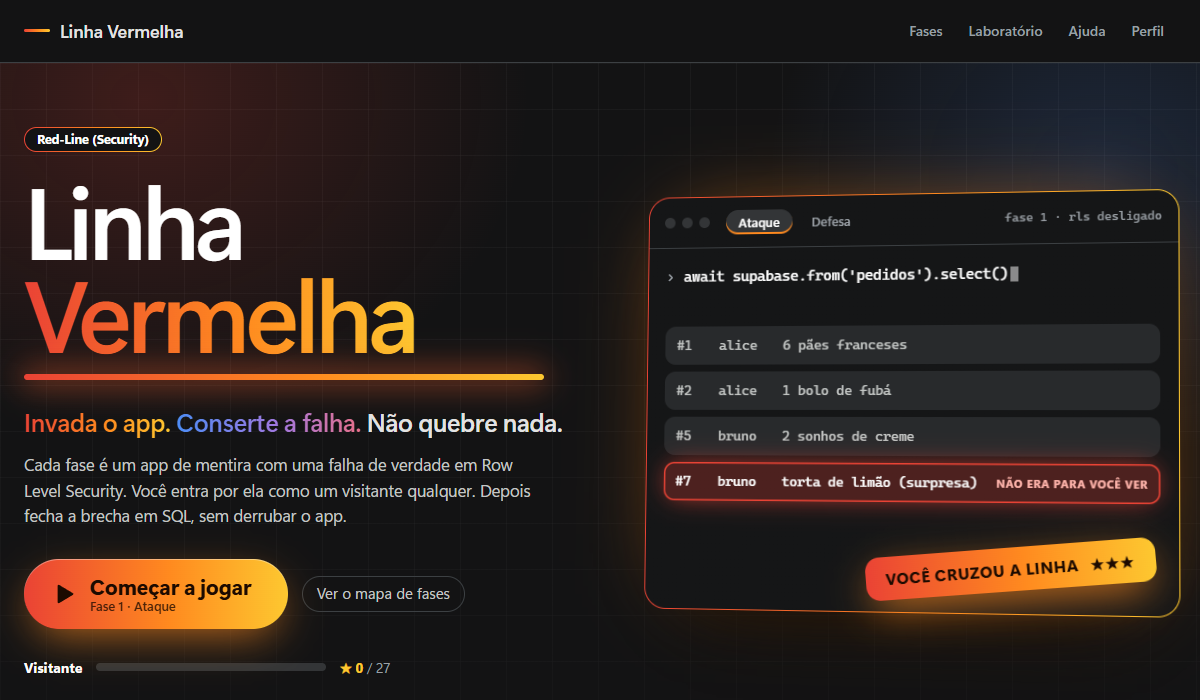 Linha Vermelha
Fases Laboratório Ajuda Perfil
Red-Line (Security)
Linha
Vermelha
Invada o app. Conserte a falha. Não quebre nada.
Cada fase é um app de mentira com uma falha de verdade em Row
Level Security. Você entra por ela como um visitante qualquer. Depois
fecha a brecha em SQL, sem derrubar o app.
Começar a jogar
Fase 1 · Ataque
Ver o mapa de fases
Visitante ★ 0 / 27
Ataque Defesa fase 1 · rls desligado
› await supabase.from('pedidos').select()
#1 alice 6 pães franceses
#2 alice 1 bolo de fubá
#5 bruno 2 sonhos de creme
#7 bruno torta de limão (surpresa) NÃO ERA PARA VOCÊ VER
VOCÊ CRUZOU A LINHA ★★★